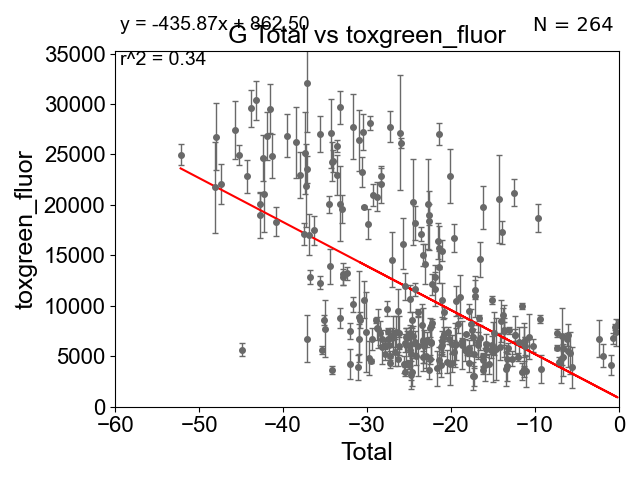 y = -435.87x + 862.50
G Total vs toxgreen_fluor
N = 264
r^2 = 0.34
35000
30000
25000
20000
15000
10000
5000
0
toxgreen_fluor
−60
−50
−40
−30
−20
−10
0
Total